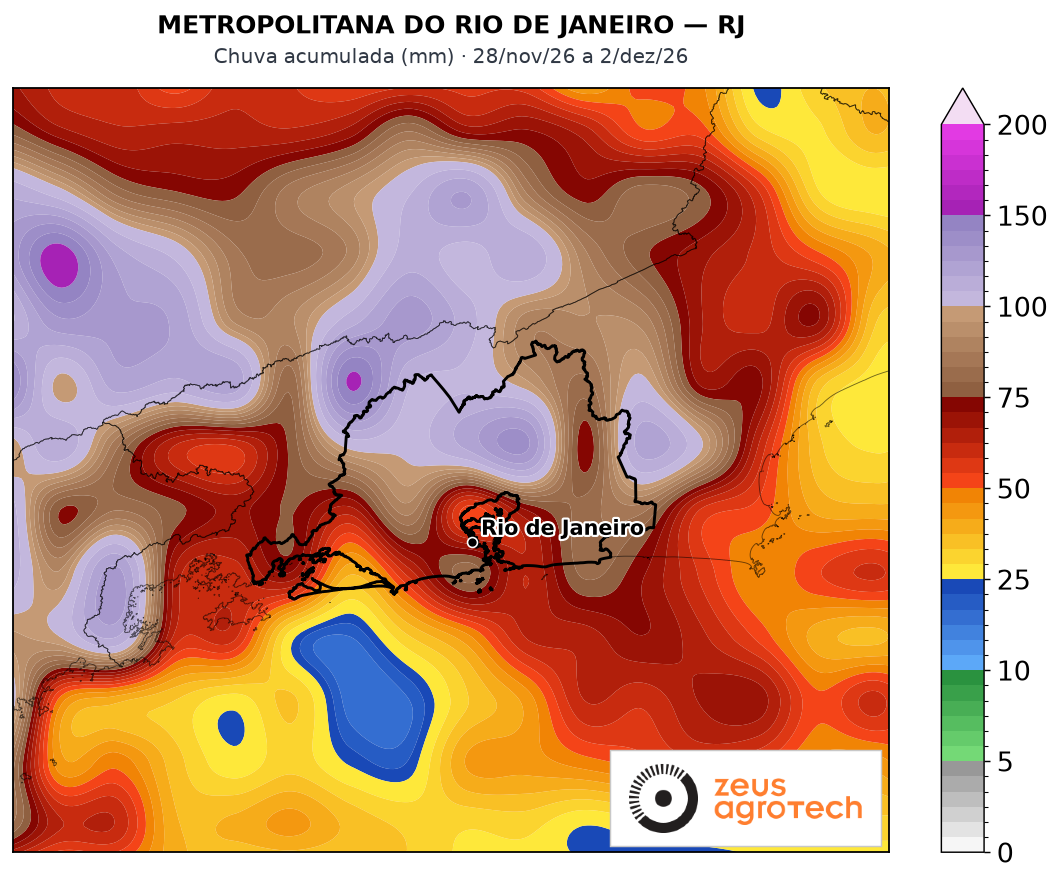 METROPOLITANA DO RIO DE JANEIRO — RJ
Chuva acumulada (mm) · 28/nov/26 a 2/dez/26
200
150
100
75
50
25
10
5
0
Rio de Janeiro
zeus
agrotech